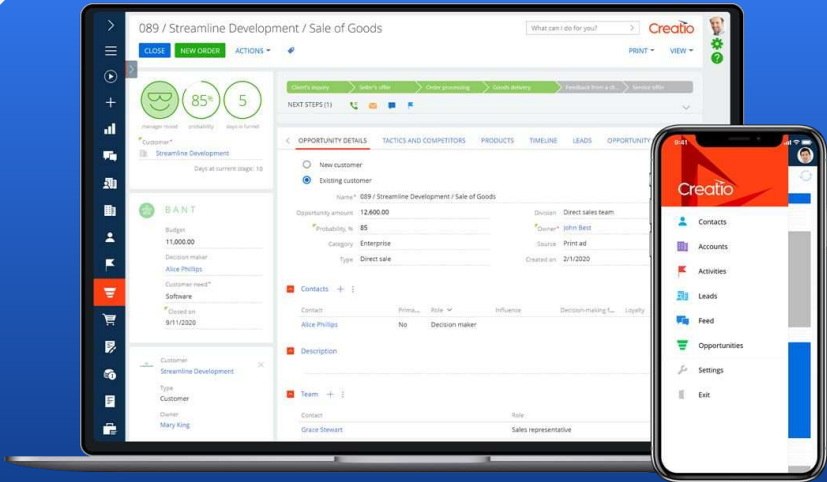 089 / Streamline Development / Sale of Goods
What can I do for you?
Creatio
CLOSE
NEW ORDER
ACTIONS
PRINT
VIEW
85%
5
manager mood
probability
days in funnel
Customer*
Streamline Development
Days at current stage: 10
BANT
Budget
11,000.00
Decision maker
Alice Phillips
Customer need*
Software
Closed on
9/11/2020
Customer
Streamline Development
Type
Customer
Owner
Mary King
Client's inquiry
Seller's offer
Order processing
Goods delivery
Feedback from a cli...
Service offer
NEXT STEPS (1)
OPPORTUNITY DETAILS
TACTICS AND COMPETITORS
PRODUCTS
TIMELINE
LEADS
OPPORTUNITY
New customer
Existing customer
Name* 089 / Streamline Development / Sale of Goods
Opportunity amount 12,600.00
Division Direct sales team
Probability, % 85
Owner* John Best
Category Enterprise
Source Print ad
Type Direct sale
Created on 2/1/2020
Contacts
Contact Prima... Role Influence Decision-making f... Loyalty
Alice Phillips No Decision maker
Description
Team
Contact Role
Grace Stewart Sales representative
9:41
Creatio
Contacts
Accounts
Activities
Leads
Feed
Opportunities
Settings
Exit